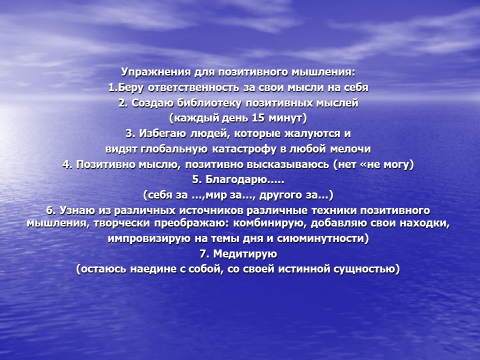 Упражнения для позитивного мышления:
1.Беру ответственность за свои мысли на себя
2. Создаю библиотеку позитивных мыслей
(каждый день 15 минут)
3. Избегаю людей, которые жалуются и
видят глобальную катастрофу в любой мелочи
4. Позитивно мыслю, позитивно высказываюсь (нет «не могу)
5. Благодарю.....
(себя за ...,мир за..., другого за...)
6. Узнаю из различных источников различные техники позитивного
мышления, творчески преображаю: комбинирую, добавляю свои находки,
импровизирую на темы дня и сиюминутности)
7. Медитирую
(остаюсь наедине с собой, со своей истинной сущностью)